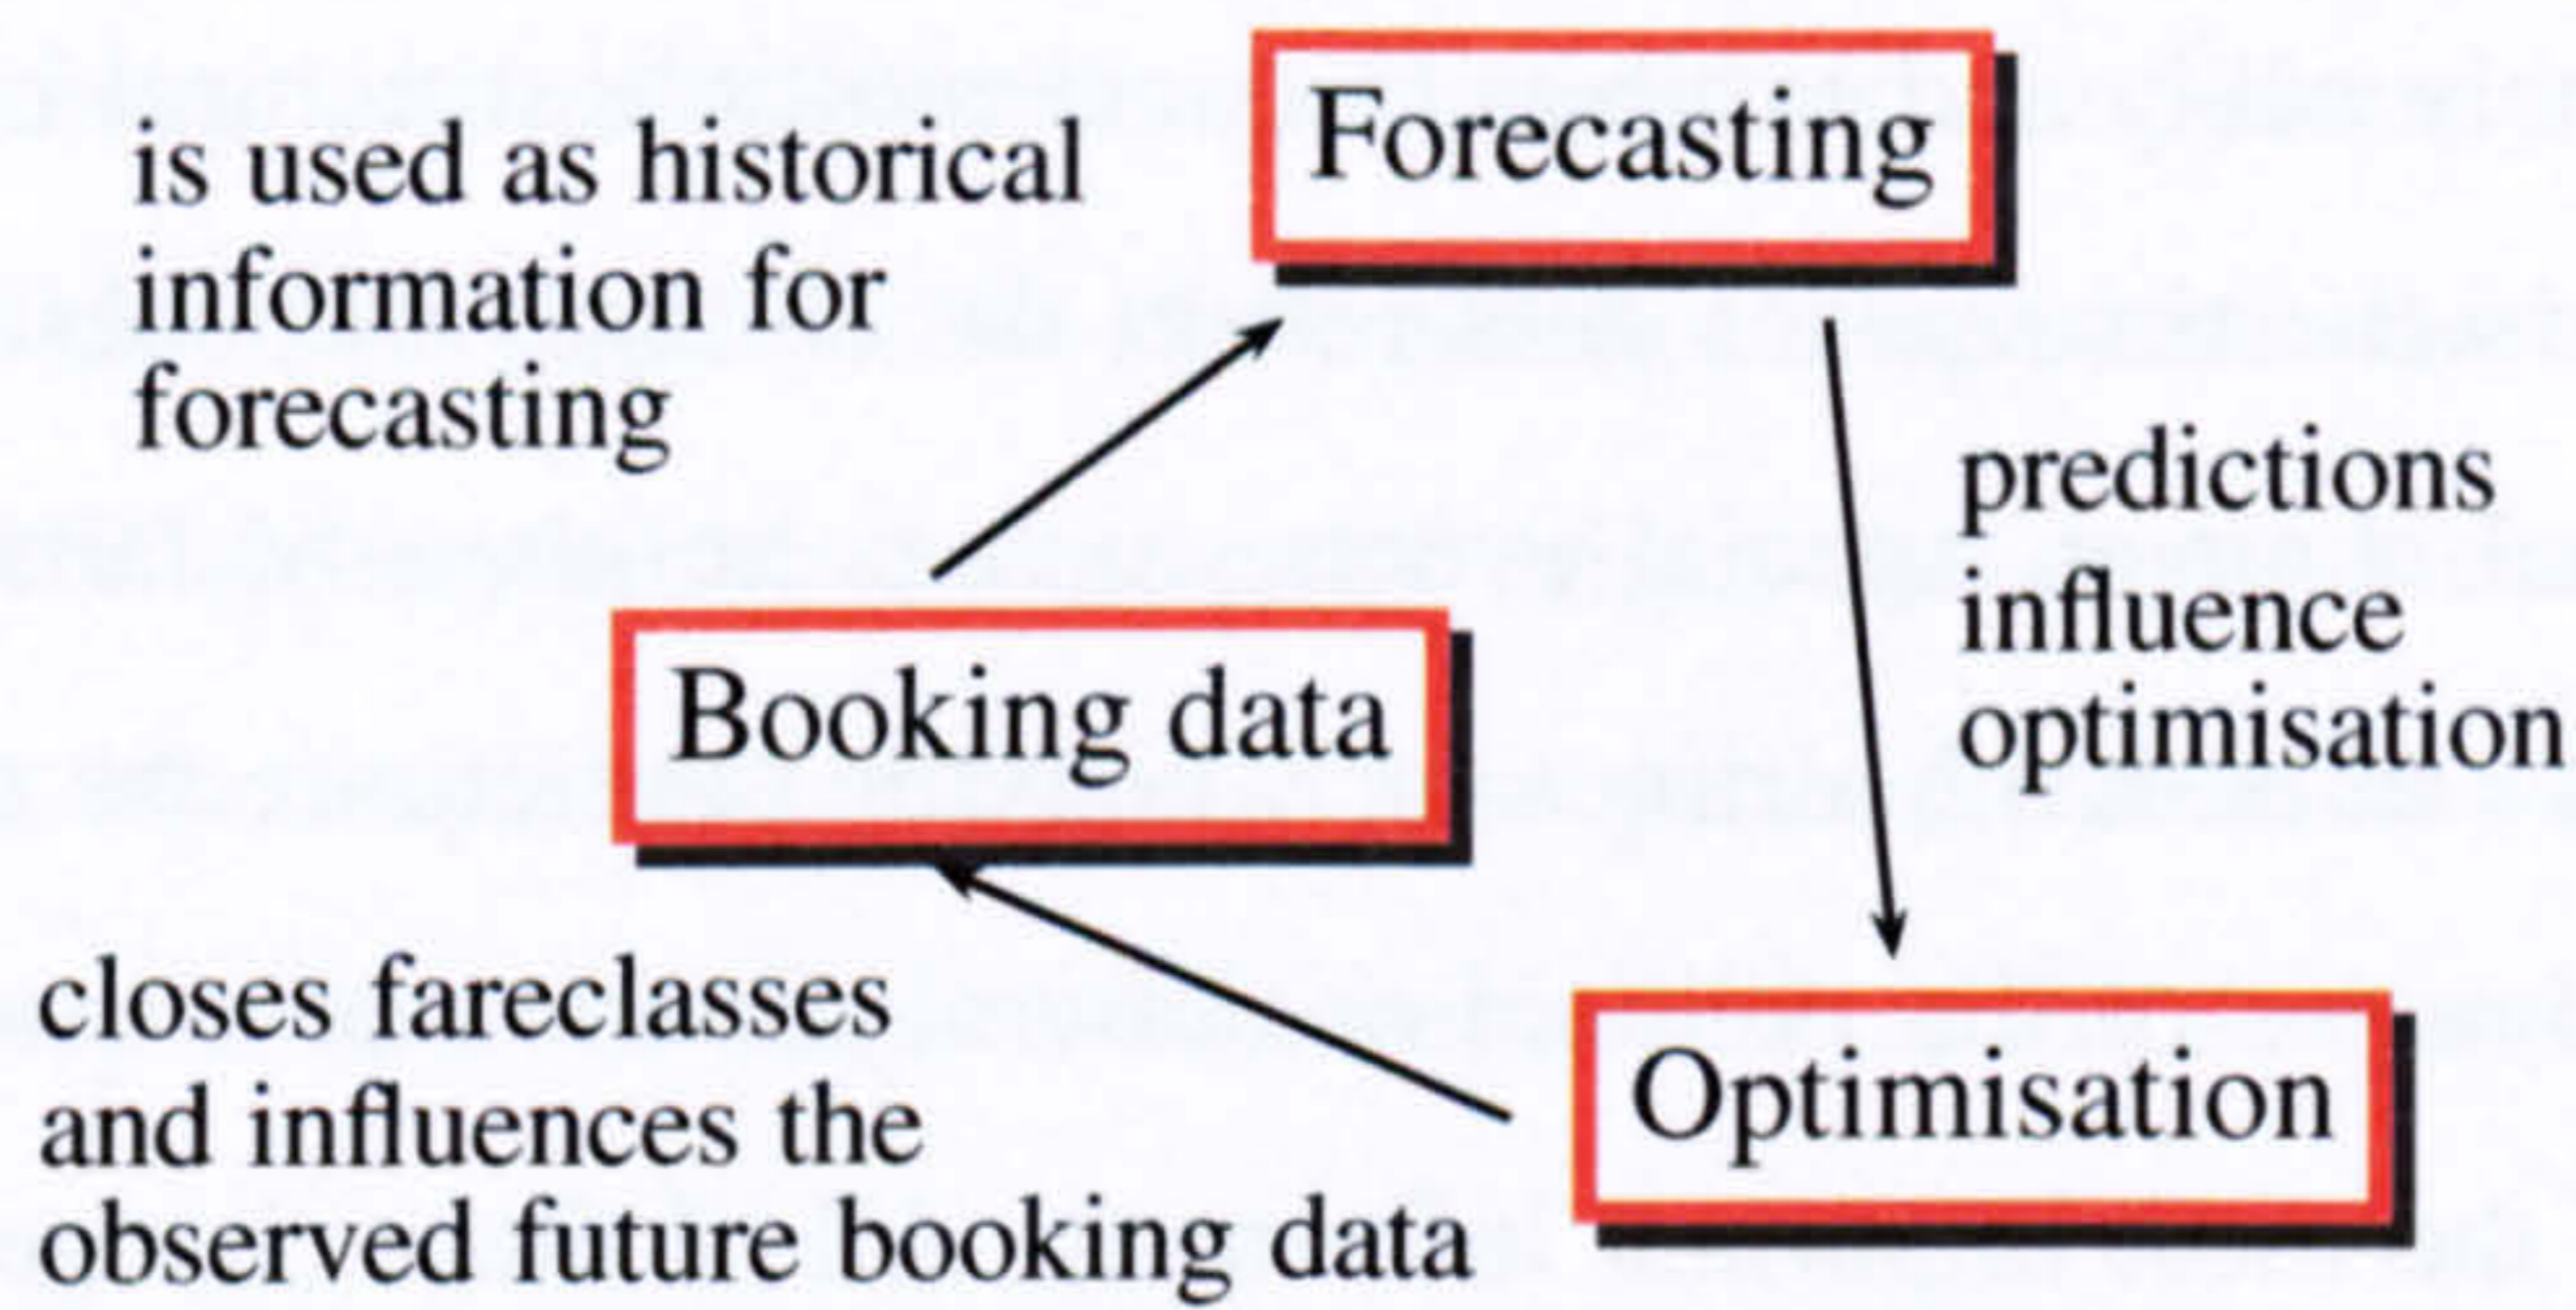 Forecasting
is used as historical
information for
forecasting
predictions
influence
optimisation
Booking data
closes fareclasses
and influences the
observed future booking data
Optimisation